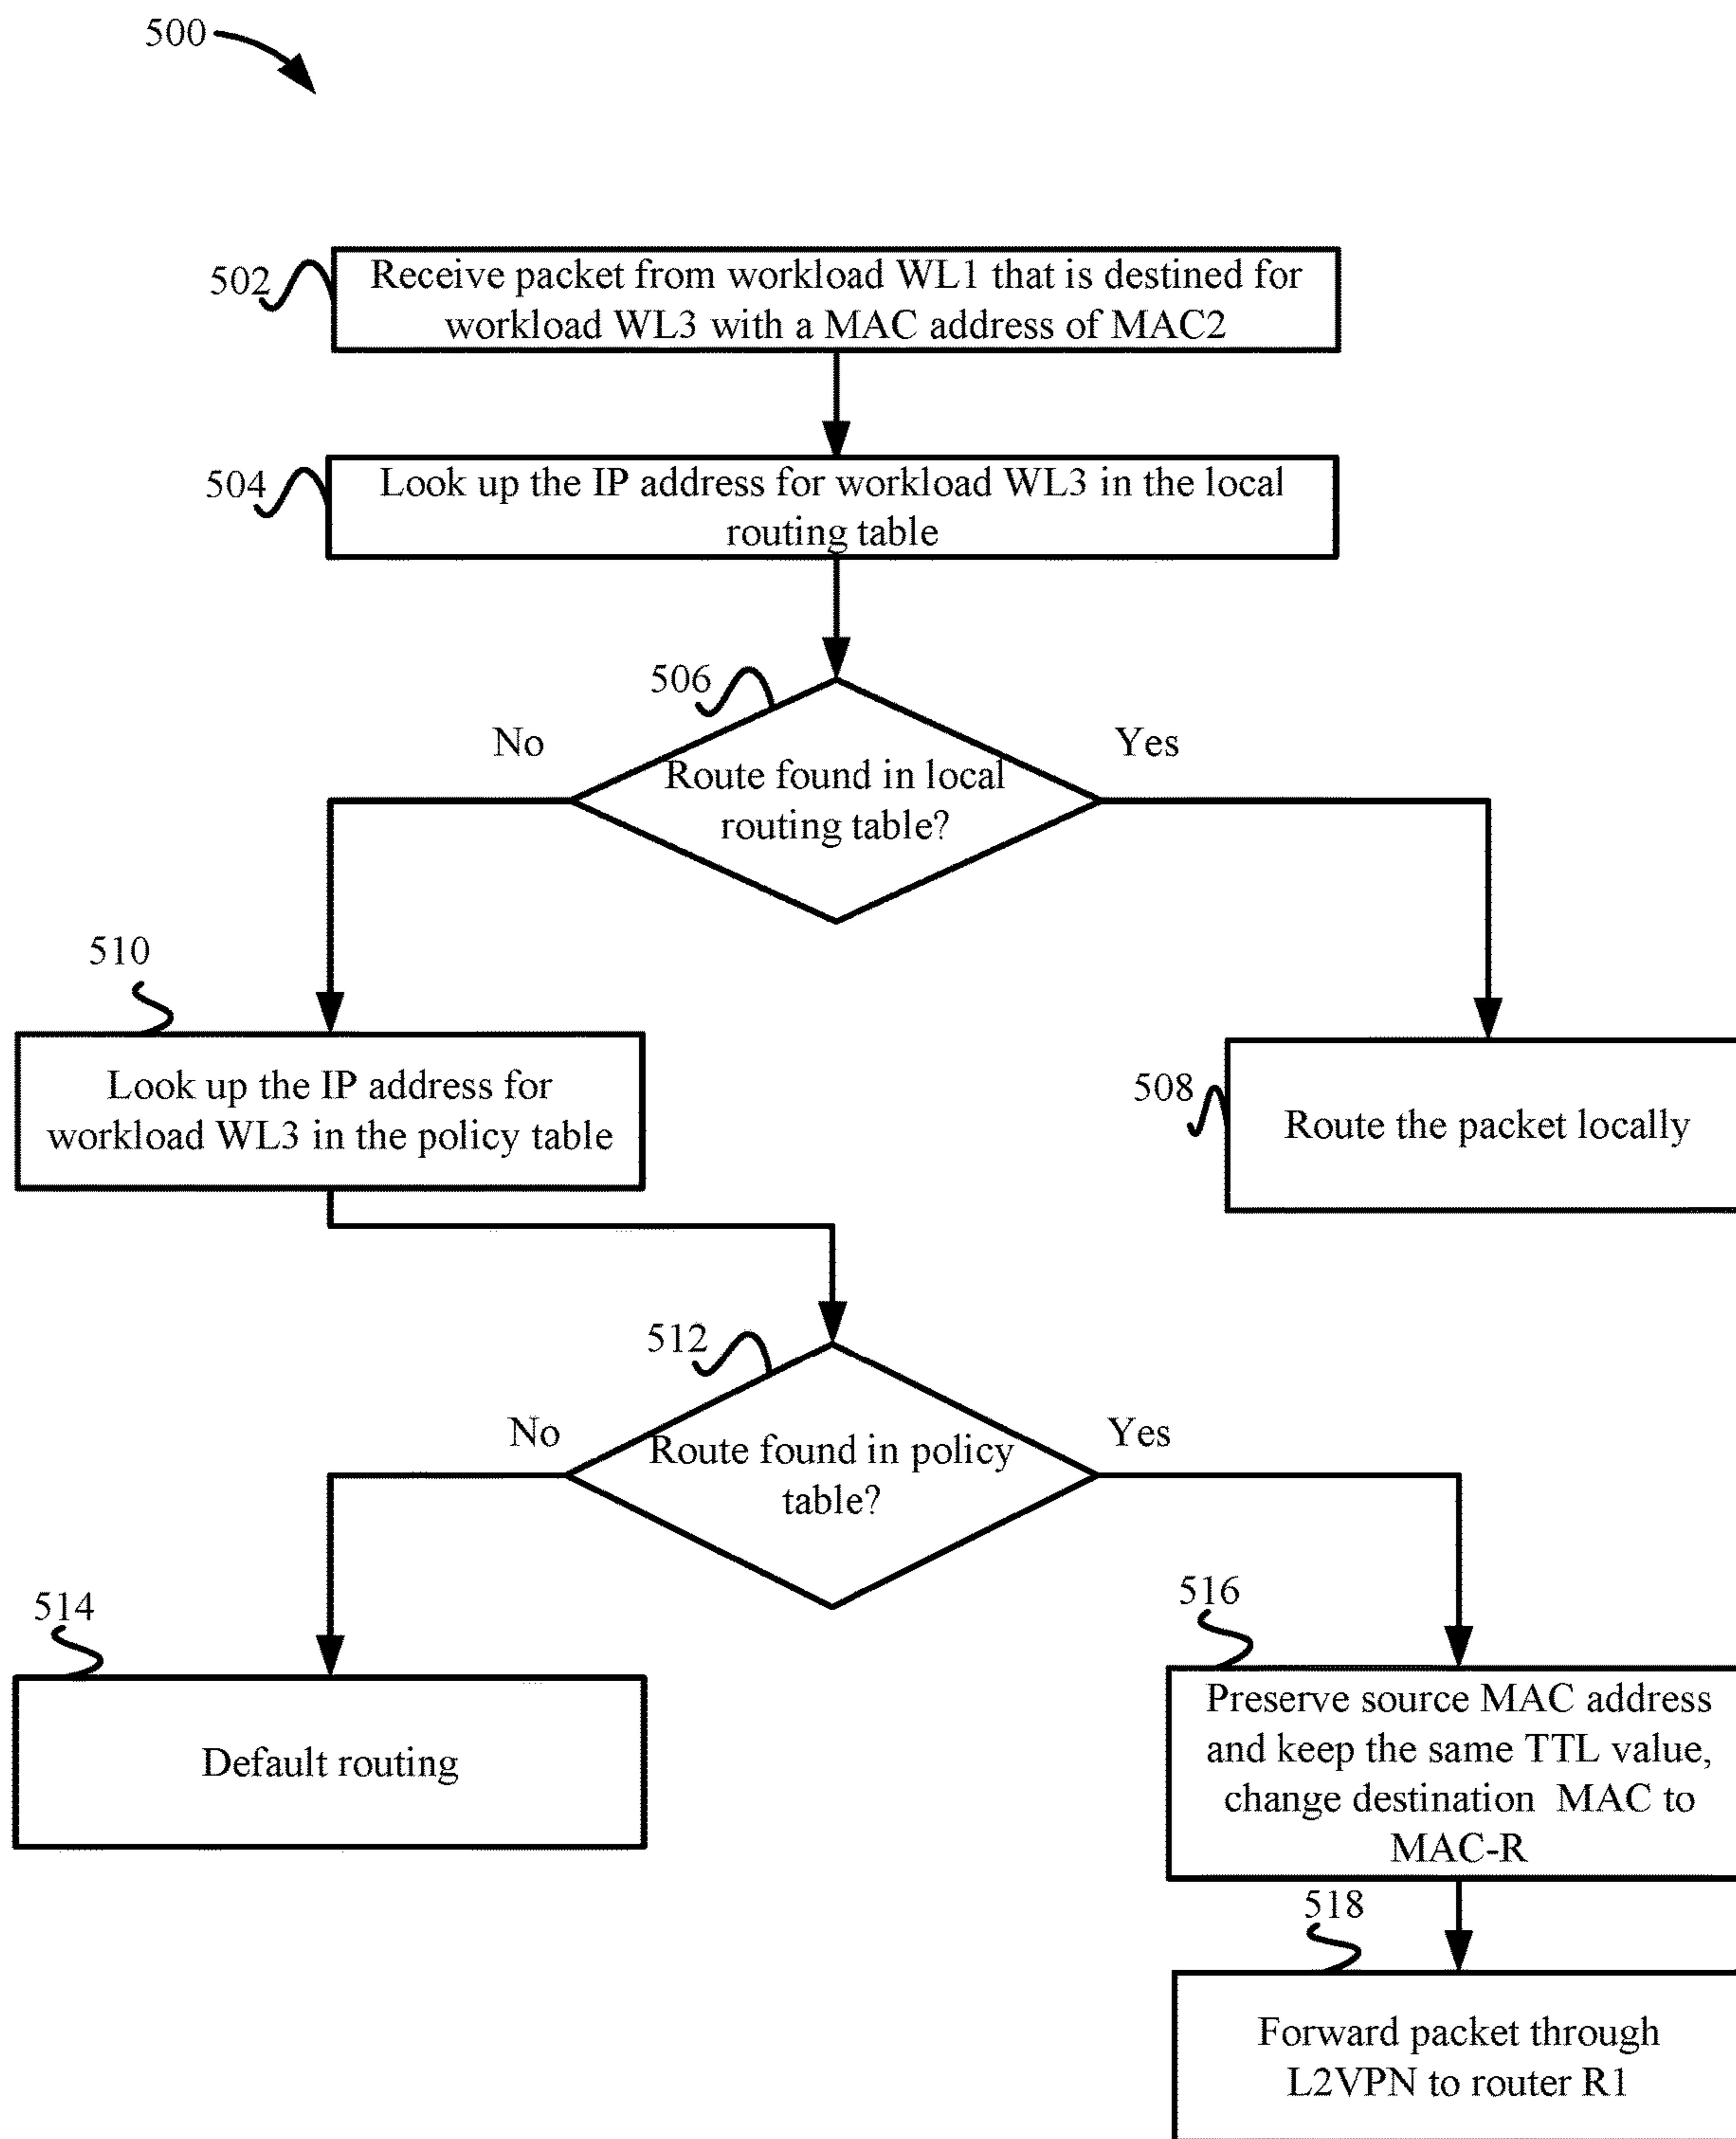 500
502
Receive packet from workload WL1 that is destined for
workload WL3 with a MAC address of MAC2
504
Look up the IP address for workload WL3 in the local
routing table
506
No
Yes
Route found in local
routing table?
510
Look up the IP address for
workload WL3 in the policy table
508
Route the packet locally
512
No
Yes
Route found in policy
table?
514
Default routing
516
Preserve source MAC address
and keep the same TTL value,
change destination MAC to
MAC-R
518
Forward packet through
L2VPN to router R1